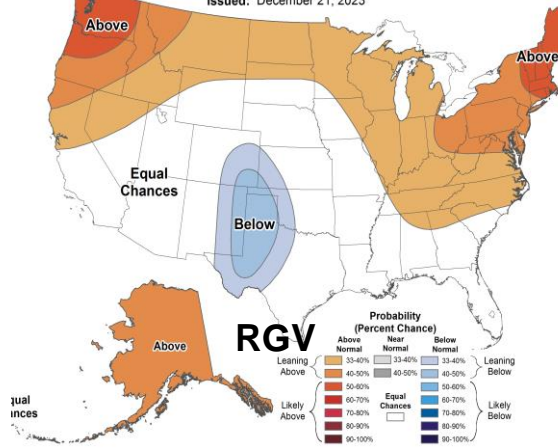 Issued: December 21, 2023
Above
Above
Equal
Chances
Below
Above
RGV
qual
nces
Probability
(Percent Chance)
Above
Normal
Near
Normal
Below
Normal
Leaning
Above
33-40%
33-40%
33-40%
Leaning
Below
40-50%
40-50%
40-50%
Likely
Above
50-60%
50-60%
60-70%
60-70%
70-80%
70-80%
80-90%
80-90%
90-100%
90-100%
Equal
Chances
Likely
Below